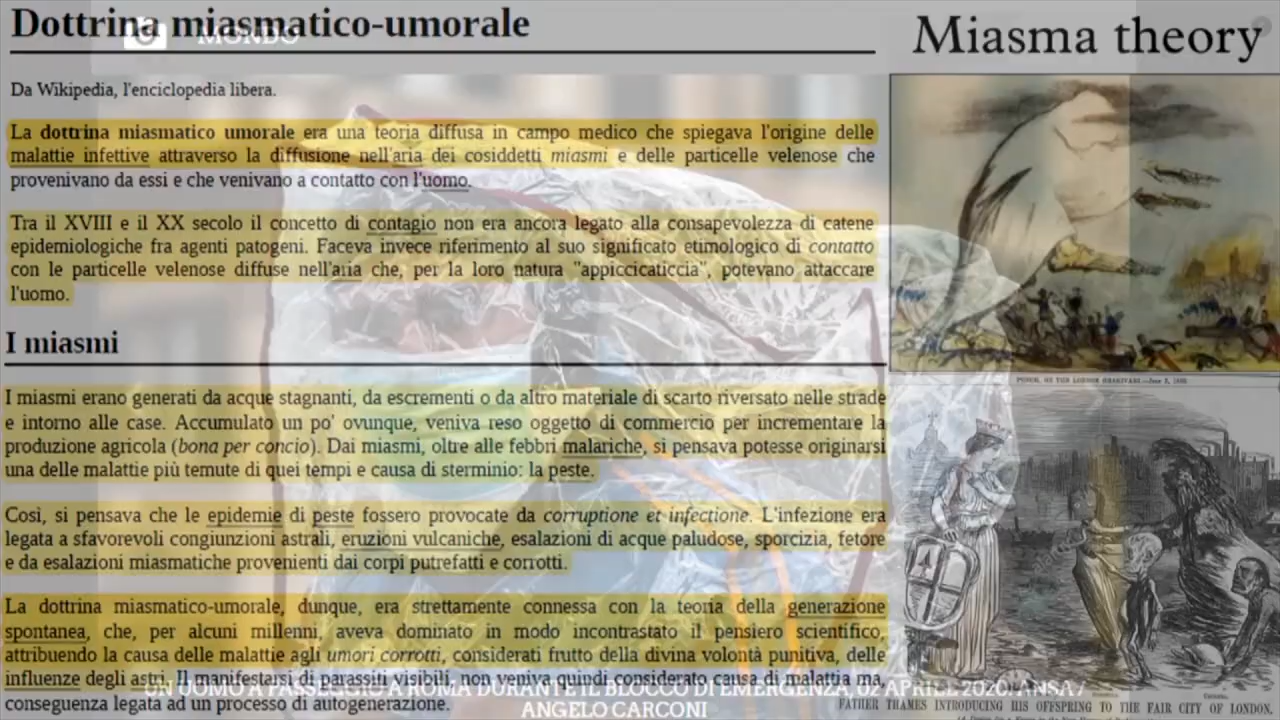 Dottrina miasmatico-umorale
MONDO
Miasma theory
Da Wikipedia, l'enciclopedia libera.
La dottrina miasmatico umorale era una teoria diffusa in campo medico che spiegava l'origine delle
malattie infettive attraverso la diffusione nell'aria dei cosiddetti miasmi e delle particelle velenose che
provenivano da essi e che venivano a contatto con l'uomo.
Tra il XVIII e il XX secolo il concetto di contagio non era ancora legato alla consapevolezza di catene
epidemiologiche fra agenti patogeni. Faceva invece riferimento al suo significato etimologico di contatto
con le particelle velenose diffuse nell'aria che, per la loro natura "appiccicaticcia", potevano attaccare
l'uomo.
I miasmi
I miasmi erano generati da acque stagnanti, da escrementi o da altro materiale di scarto riversato nelle strade
e intorno alle case. Accumulato un po' ovunque, veniva reso oggetto di commercio per incrementare la
produzione agricola (bona per concio). Dai miasmi, oltre alle febbri malariche, si pensava potesse originarsi
una delle malattie più temute di quei tempi e causa di sterminio: la peste.
Così, si pensava che le epidemie di peste fossero provocate da corruptione et infectione. L'infezione era
legata a sfavorevoli congiunzioni astrali, eruzioni vulcaniche, esalazioni di acque paludose, sporcizia, fetore
e da esalazioni miasmatiche provenienti dai corpi putrefatti e corrotti.
La dottrina miasmatico-umorale, dunque, era strettamente connessa con la teoria della generazione
spontanea, che, per alcuni millenni, aveva dominato in modo incontrastato il pensiero scientifico,
attribuendo la causa delle malattie agli umori corrotti, considerati frutto della divina volontà punitiva, delle
influenze degli astri. Il manifestarsi di parassiti visibili, non veniva quindi considerato causa di malattia ma,
conseguenza legata ad un processo di autogenerazione.
UN UOMO A PASSEGGIO A ROMA DURANTE IL BLOCCO DI EMERGENZA, 02 APRILE 2020. ANSA /
ANGELO CARCONI
PUNCH, OR THE LONDON CHARIVARI.
FATHER THAMES INTRODUCING HIS OFFSPRING TO THE FAIR CITY OF LONDON.